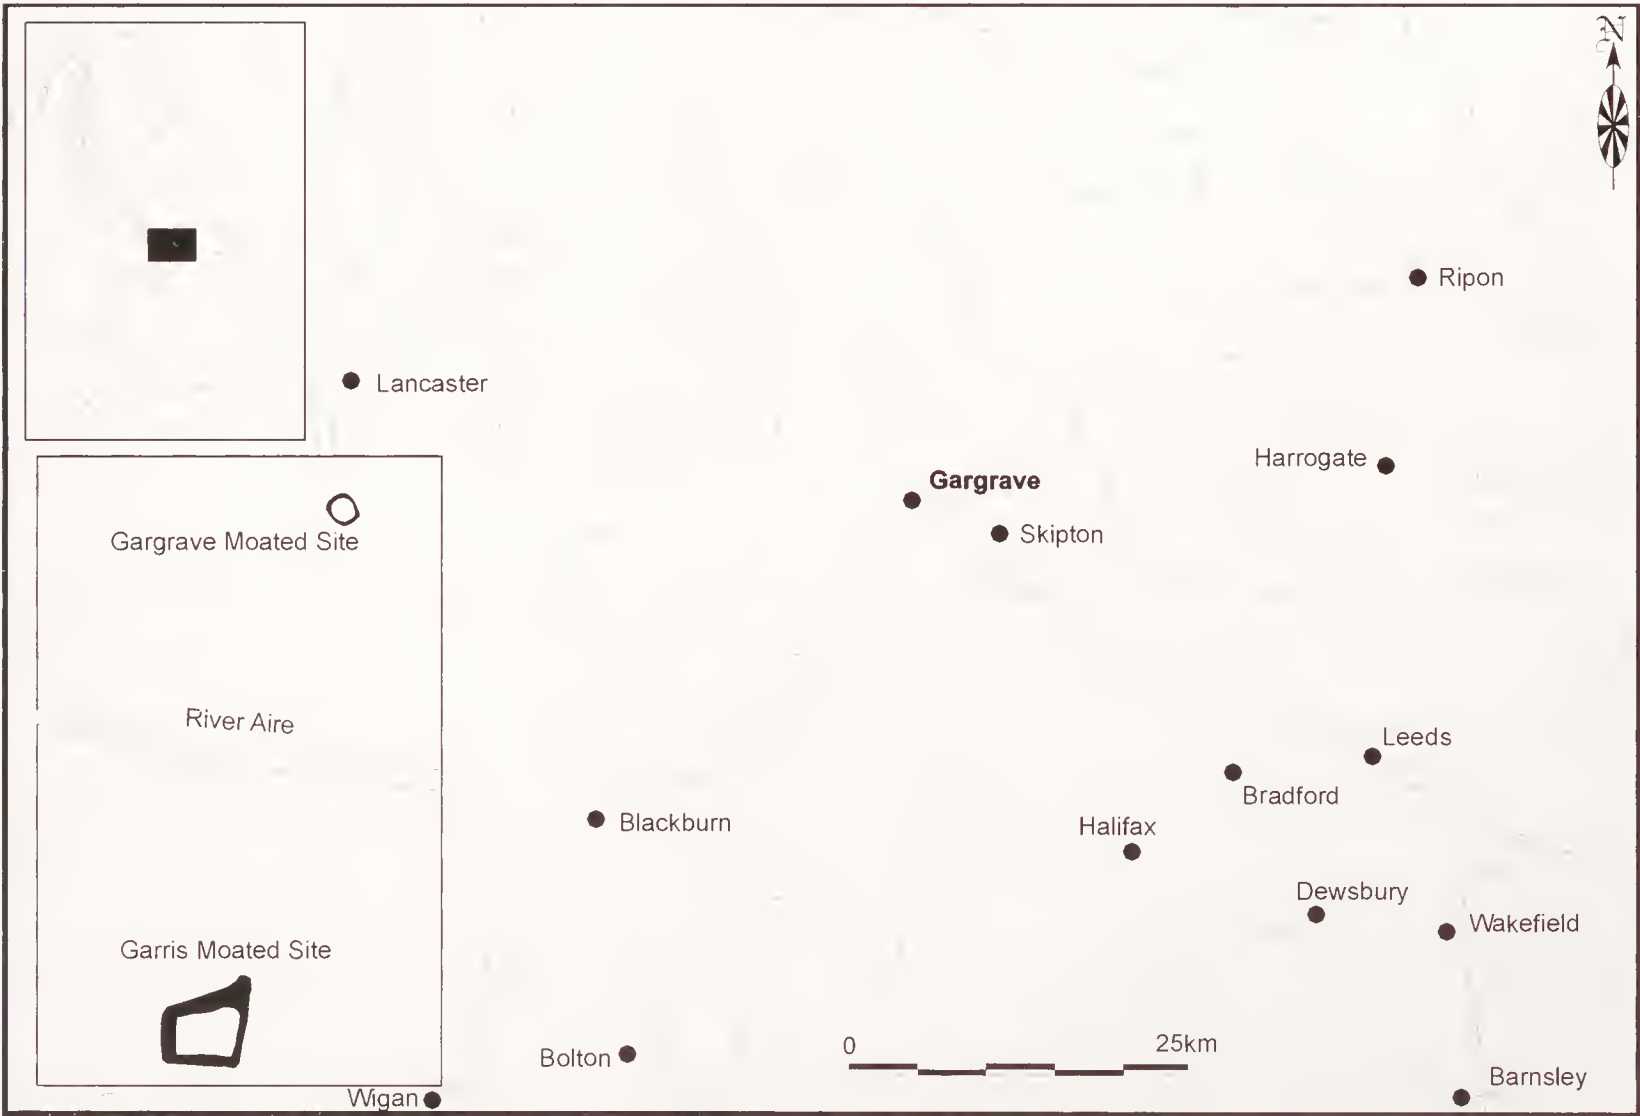 N
Ripon
Lancaster
Harrogate
Gargrave
Skipton
Gargrave Moated Site
River Aire
Leeds
Bradford
Blackburn
Halifax
Dewsbury
Wakefield
Garris Moated Site
0 25km
Bolton
Barnsley
Wigan